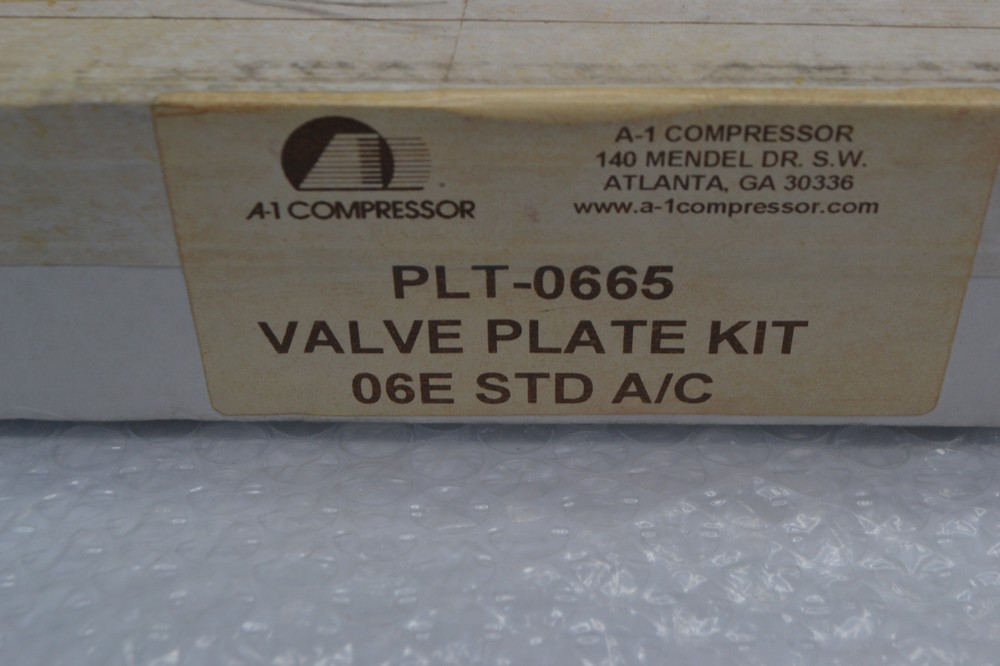 A-1 COMPRESSOR
A-1 COMPRESSOR
140 MENDEL DR. S.W.
ATLANTA, GA 30336
www.a-1compressor.com
PLT-0665
VALVE PLATE KIT
06E STD A/C